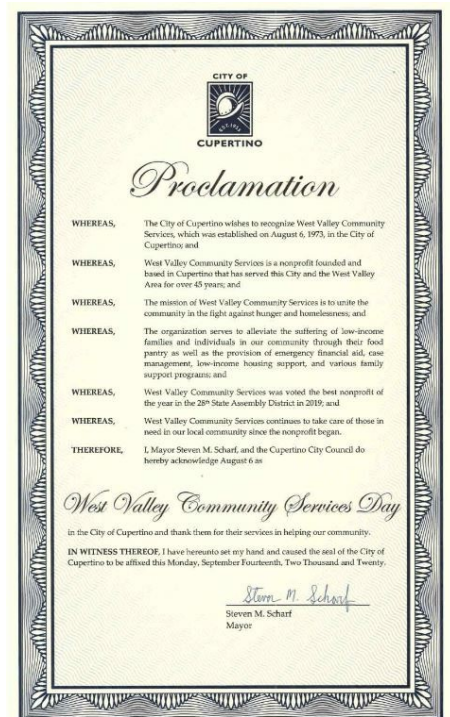 CITY OF
CUPERTINO
Proclamation
WHEREAS, The City of Cupertino wishes to recognize West Valley Community
Services, which was established on August 6, 1973, in the City of
Cupertino; and
WHEREAS, West Valley Community Services is a nonprofit founded and
based in Cupertino that has served this City and the West Valley
Area for over 45 years; and
WHEREAS, The mission of West Valley Community Services is to unite the
community in the fight against hunger and homelessness; and
WHEREAS, The organization serves to alleviate the suffering of low-income
families and individuals in our community through their food
pantry as well as the provision of emergency financial aid, case
management, low-income housing support, and various family
support programs; and
WHEREAS, West Valley Community Services was voted the best nonprofit of
the year in the 28th State Assembly District in 2019; and
WHEREAS, West Valley Community Services continues to take care of those in
need in our local community since the nonprofit began.
THEREFORE, I, Mayor Steven M. Scharf, and the Cupertino City Council do
hereby acknowledge August 6 as
West Valley Community Services Day
in the City of Cupertino and thank them for their services in helping our community.
IN WITNESS THEREOF, I have hereunto set my hand and caused the seal of the City of
Cupertino to be affixed this Monday, September Fourteenth, Two Thousand and Twenty.
Steven M. Scharf
Steven M. Scharf
Mayor